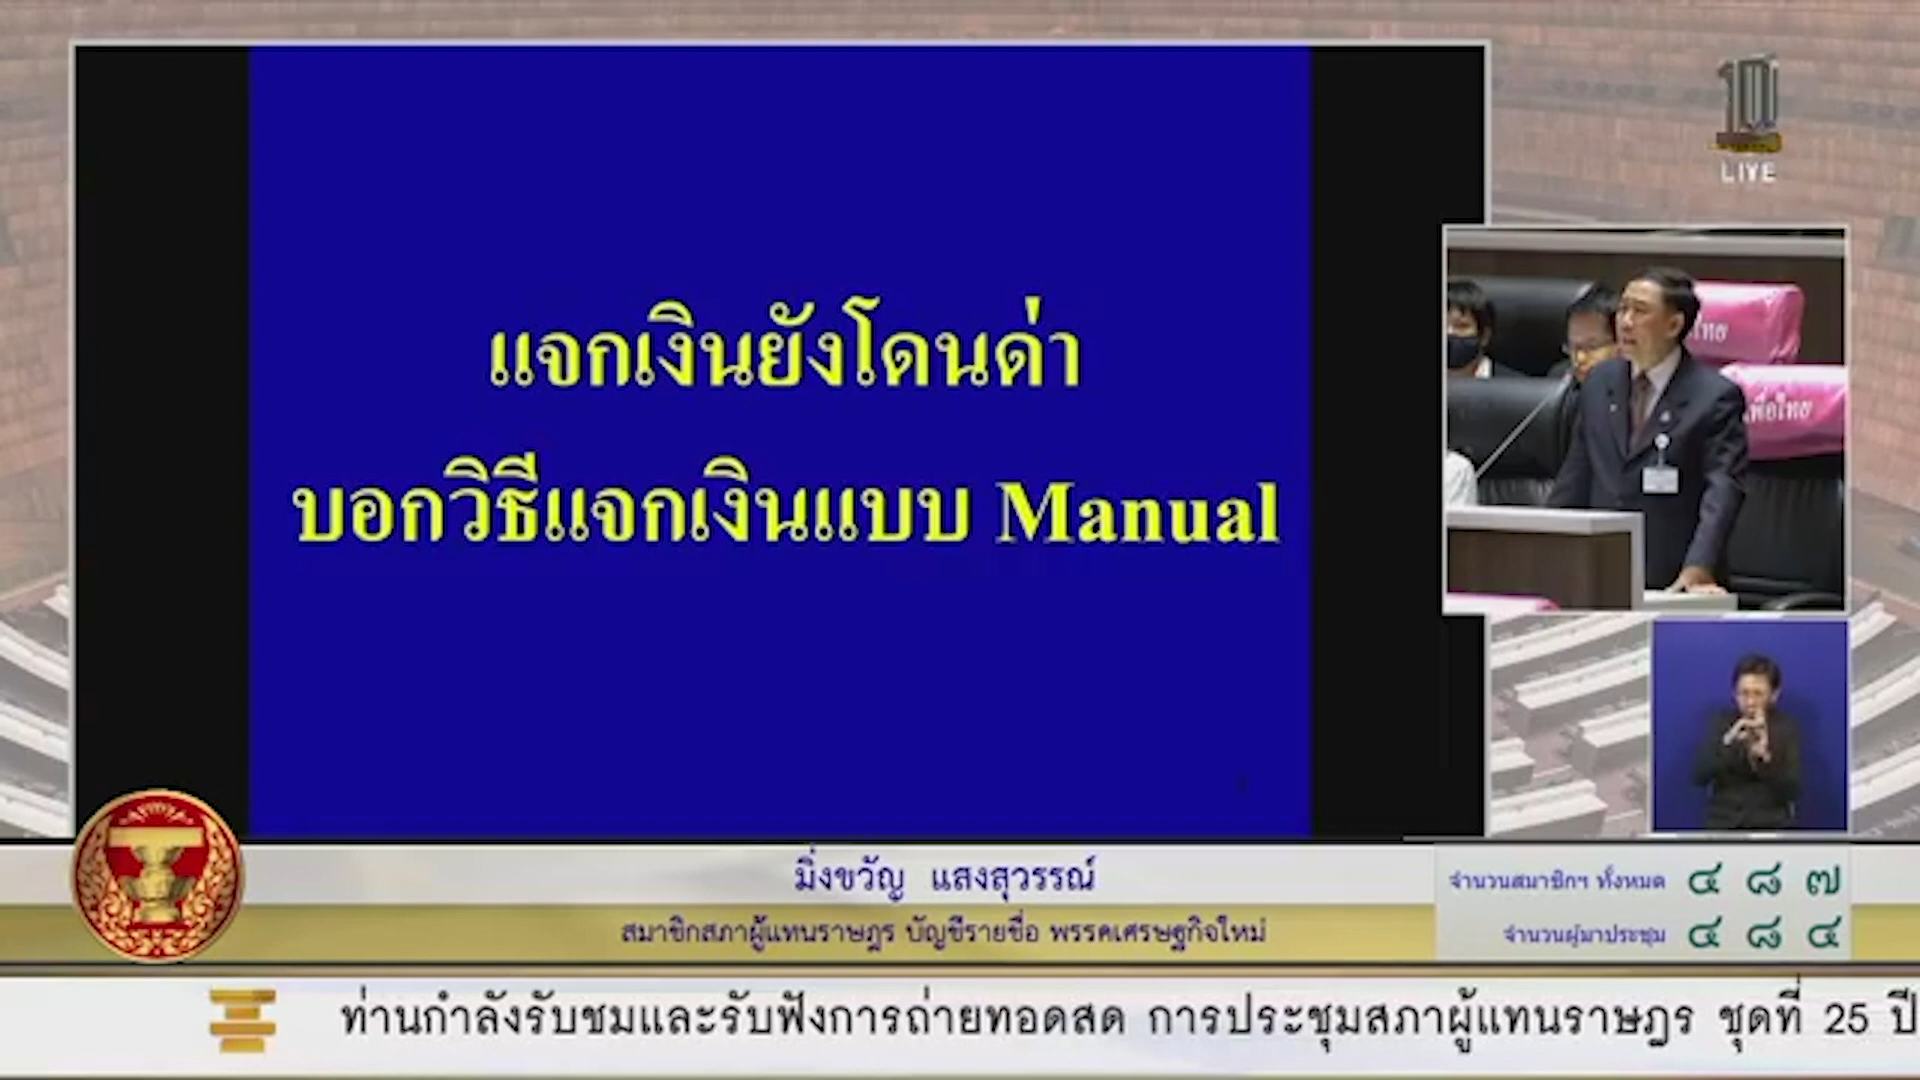 แจกเงินยังโดนด่า
บอกวิธีแจกเงินแบบ Manual
LIVE
เพื่อไทย
มิ่งขวัญ แสงสุวรรณ์
สมาชิกสภาผู้แทนราษฎร บัญชีรายชื่อ พรรคเศรษฐกิจใหม่
จำนวนสมาชิกฯ ทั้งหมด ๔ ๘ ๗
จำนวนผู้มาประชุม ๔ ๘ ๔
ท่านกำลังรับชมและรับฟังการถ่ายทอดสด การประชุมสภาผู้แทนราษฎร ชุดที่ 25 ปี